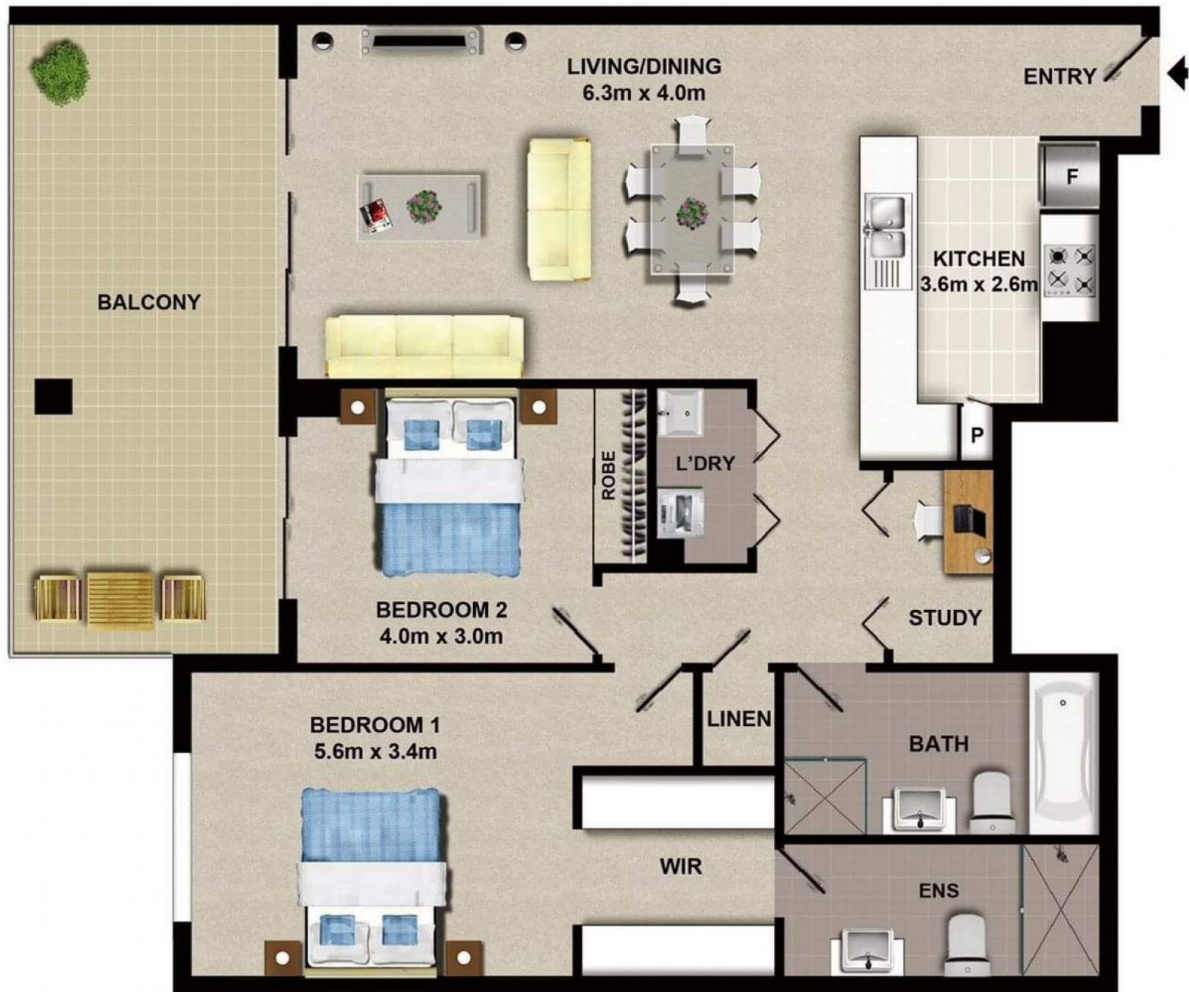 LIVING/DINING
6.3m x 4.0m
ENTRY
F
KITCHEN
3.6m x 2.6m
BALCONY
P
ROBE
L'DRY
BEDROOM 2
4.0m x 3.0m
STUDY
BEDROOM 1
5.6m x 3.4m
LINEN
BATH
WIR
ENS